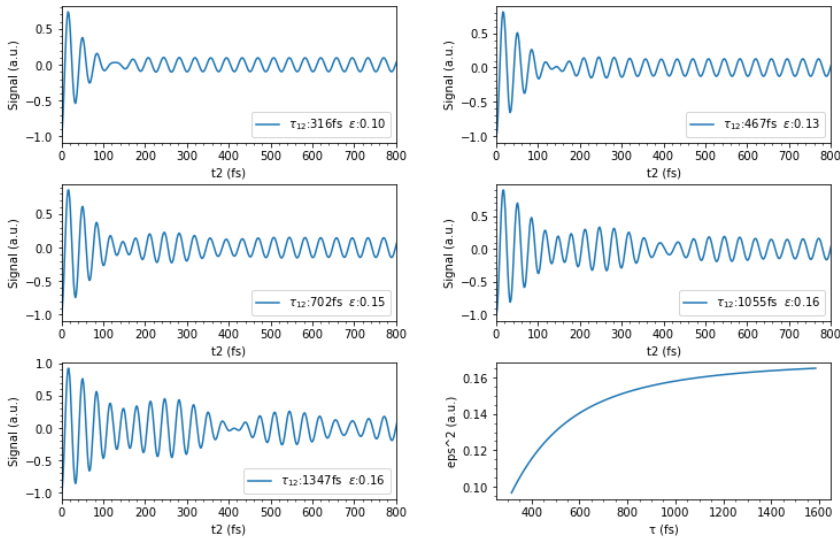 0.5
0.0
−0.5
−1.0
Signal (a.u.)
τ12:316fs ε:0.10
0 100 200 300 400 500 600 700 800
t2 (fs)
0.5
0.0
−0.5
−1.0
Signal (a.u.)
τ12:467fs ε:0.13
0 100 200 300 400 500 600 700 800
t2 (fs)
0.5
0.0
−0.5
−1.0
Signal (a.u.)
τ12:702fs ε:0.15
0 100 200 300 400 500 600 700 800
t2 (fs)
0.5
0.0
−0.5
−1.0
Signal (a.u.)
τ12:1055fs ε:0.16
0 100 200 300 400 500 600 700 800
t2 (fs)
1.0
0.5
0.0
−0.5
−1.0
Signal (a.u.)
τ12:1347fs ε:0.16
0 100 200 300 400 500 600 700 800
t2 (fs)
0.16
0.14
0.12
0.10
eps^2 (a.u.)
400 600 800 1000 1200 1400 1600
τ (fs)